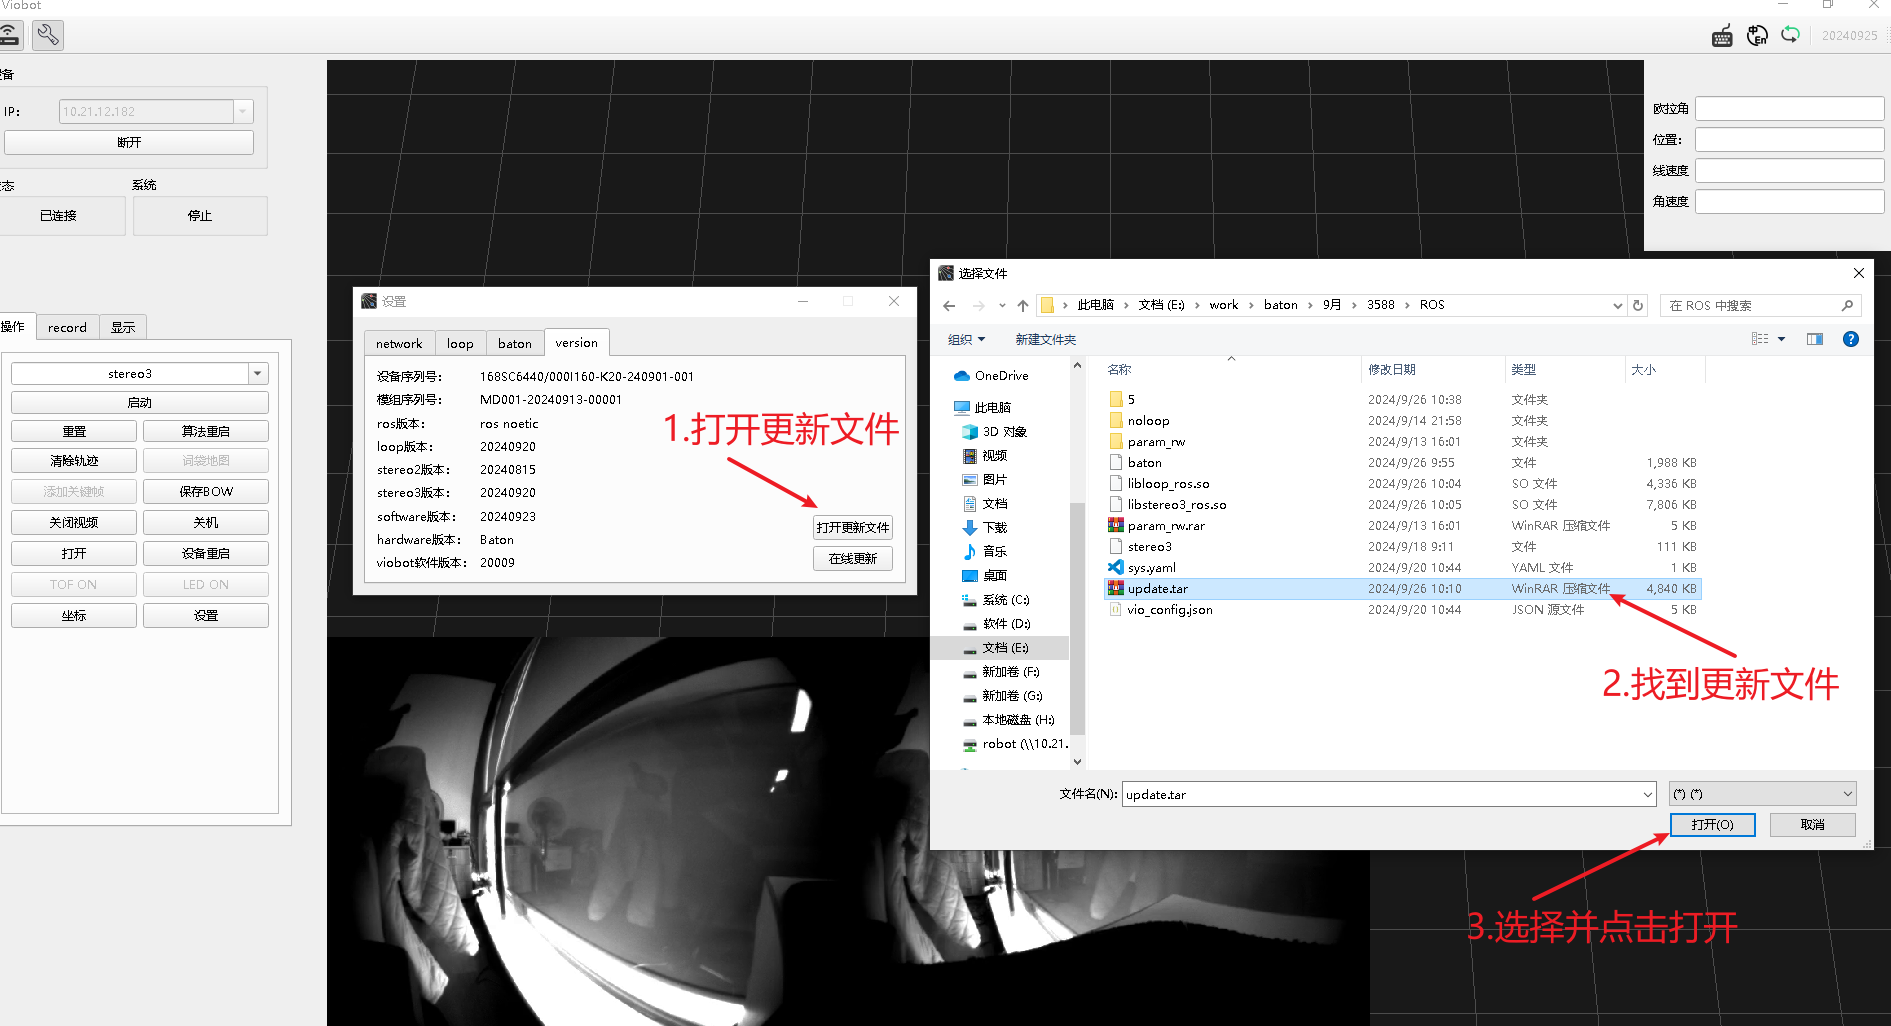 Viobot
20240925
IP:
10.21.12.182
断开
系统
已连接
停止
操作
record
显示
stereo3
启动
重置
算法重启
清除轨迹
词袋地图
添加关键帧
保存BOW
关闭视频
关机
打开
设备重启
TOF ON
LED ON
坐标
设置
欧拉角
位置:
线速度
角速度
设置
network
loop
baton
version
设备序列号: 168SC6440/000I160-K20-240901-001
模组序列号: MD001-20240913-00001
ros版本: ros noetic
loop版本: 20240920
stereo2版本: 20240815
stereo3版本: 20240920
software版本: 20240923
hardware版本: Baton
viobot软件版本: 20009
打开更新文件
在线更新
1.打开更新文件
选择文件
此电脑 › 文档 (E:) › work › baton › 9月 › 3588 › ROS
在 ROS 中搜索
组织
新建文件夹
OneDrive
此电脑
3D 对象
视频
图片
文档
下载
音乐
桌面
系统 (C:)
软件 (D:)
文档 (E:)
新加卷 (F:)
新加卷 (G:)
本地磁盘 (H:)
robot (\\10.21.
名称 修改日期 类型 大小
5 2024/9/26 10:38 文件夹
noloop 2024/9/14 21:58 文件夹
param_rw 2024/9/13 16:01 文件夹
baton 2024/9/26 9:55 文件 1,988 KB
libloop_ros.so 2024/9/26 10:04 SO 文件 4,336 KB
libstereo3_ros.so 2024/9/26 10:05 SO 文件 7,806 KB
param_rw.rar 2024/9/13 16:01 WinRAR 压缩文件 5 KB
stereo3 2024/9/18 9:11 文件 111 KB
sys.yaml 2024/9/20 10:44 YAML 文件 1 KB
update.tar 2024/9/26 10:10 WinRAR 压缩文件 4,840 KB
vio_config.json 2024/9/20 10:44 JSON 源文件 5 KB
2.找到更新文件
文件名(N): update.tar
(*) (*)
打开(O)
取消
3.选择并点击打开